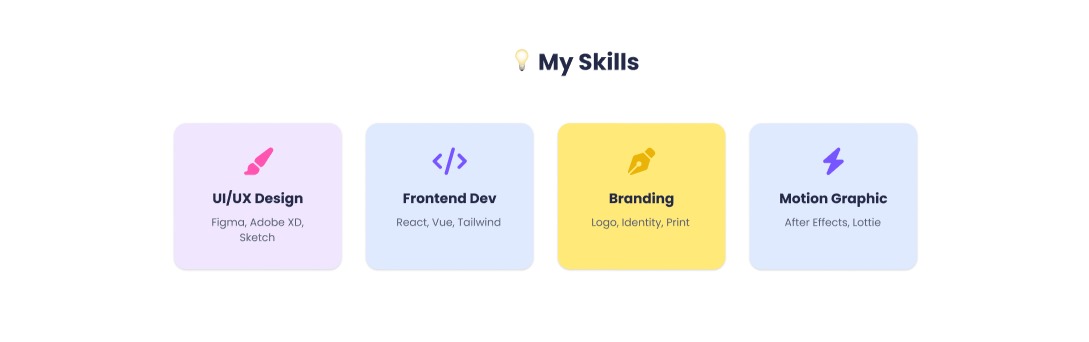 💡 My Skills
UI/UX Design
Figma, Adobe XD,
Sketch
Frontend Dev
React, Vue, Tailwind
Branding
Logo, Identity, Print
Motion Graphic
After Effects, Lottie